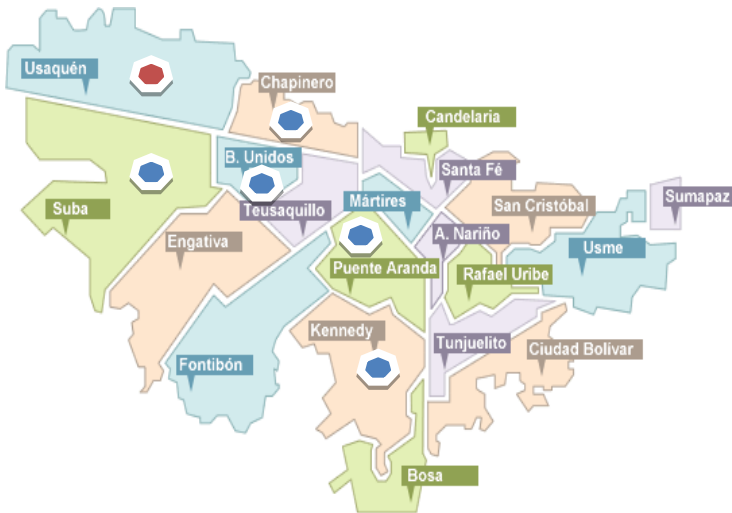 Usaquén
Chapinero
Candelaria
B. Unidos
Santa Fé
Sumapaz
Suba
Teusaquillo
Mártires
San Cristóbal
Engativa
A. Nariño
Usme
Puente Aranda
Rafael Uribe
Kennedy
Tunjuelito
Ciudad Bolívar
Fontibón
Bosa